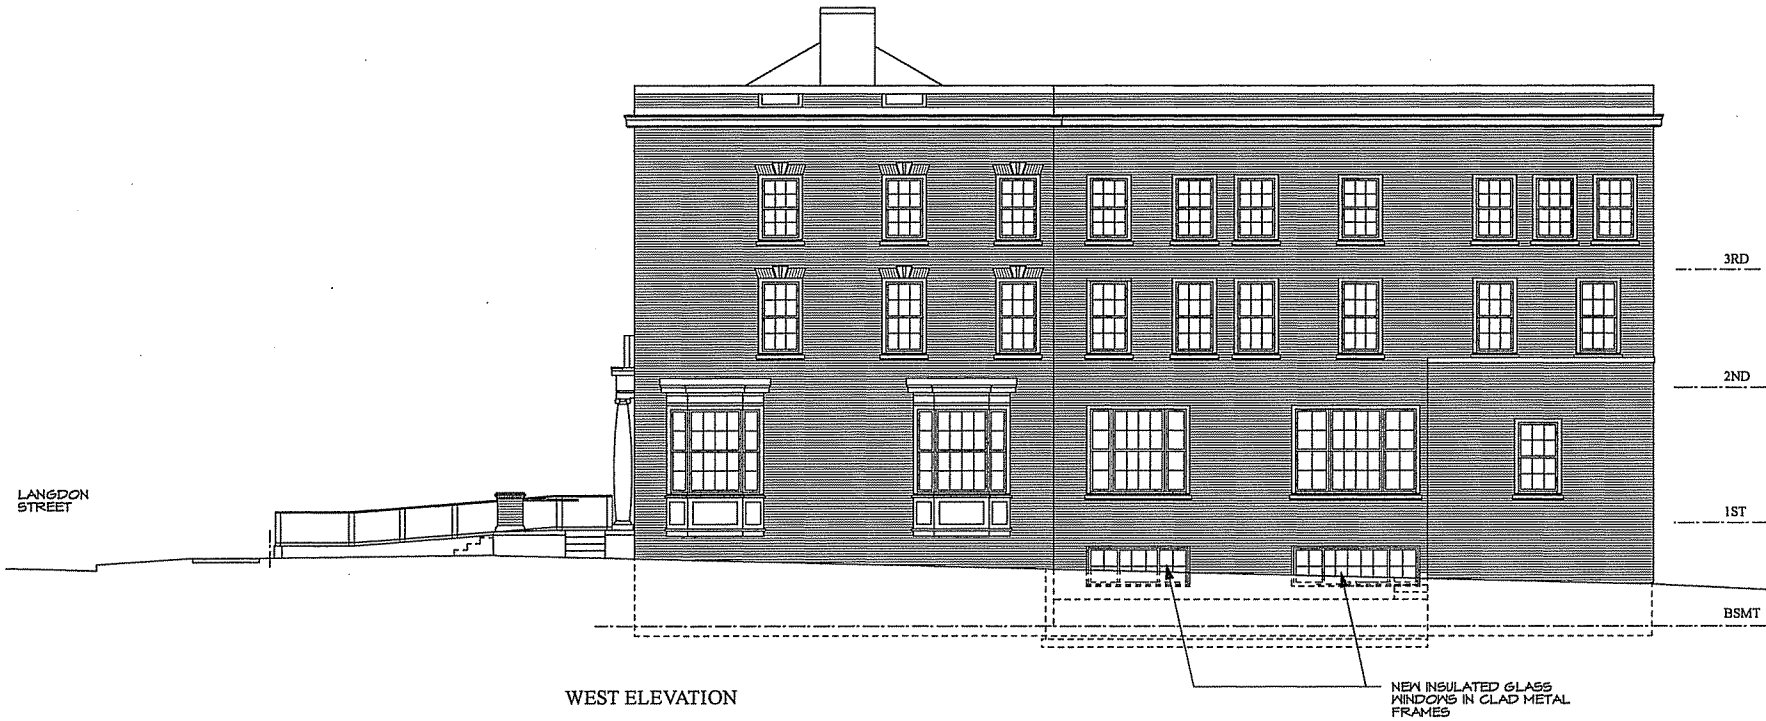 3RD
2ND
LANGDON
STREET
1ST
BSMT
WEST ELEVATION
NEW INSULATED GLASS
WINDOWS IN CLAD METAL
FRAMES